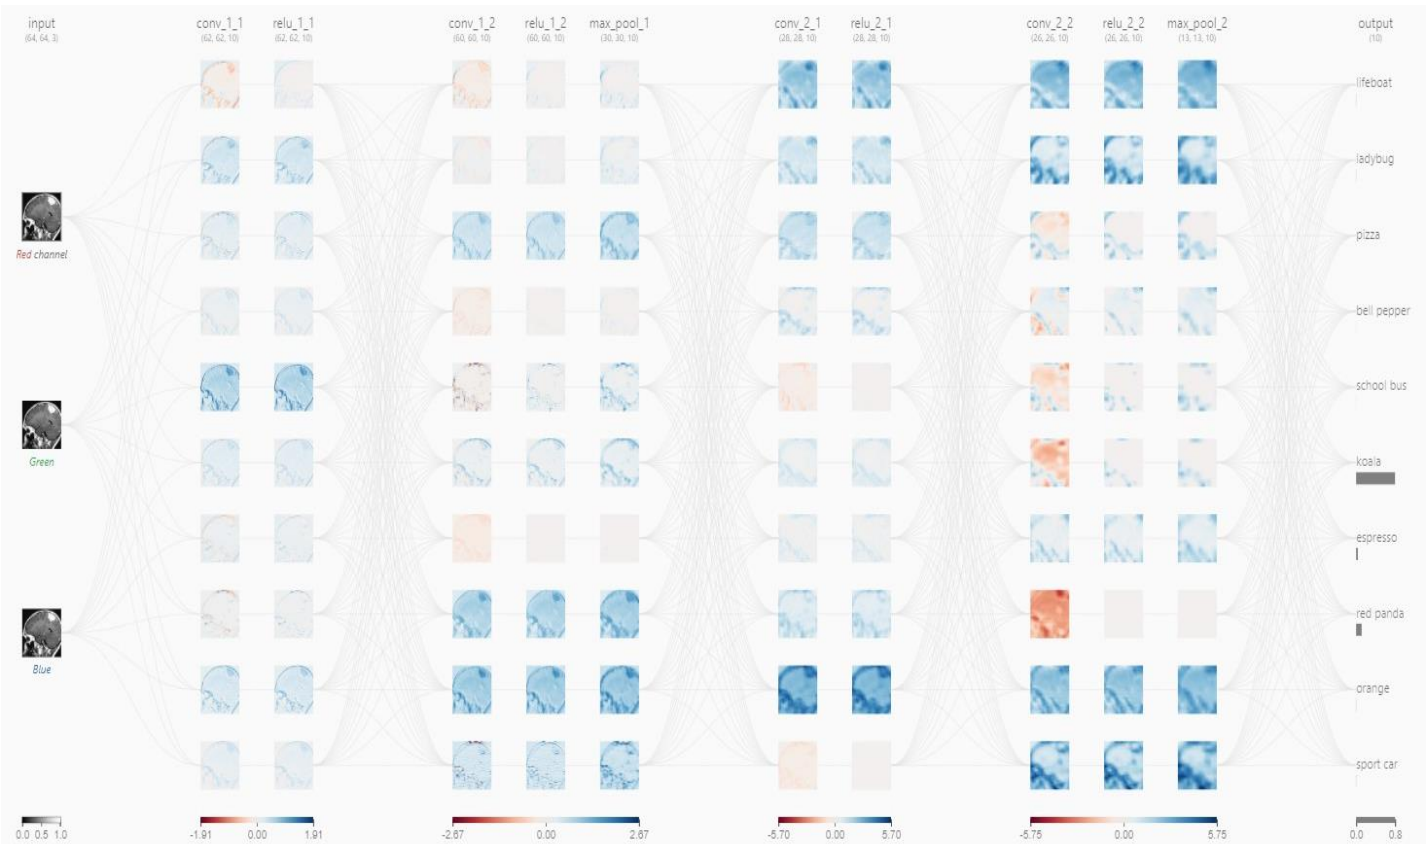 input conv_1_1 relu_1_1 conv_1_2 relu_1_2 max_pool_1 conv_2_1 relu_2_1 conv_2_2 relu_2_2 max_pool_2 output
(64, 64, 3) (62, 62, 10) (62, 62, 10) (60, 60, 10) (60, 60, 10) (30, 30, 10) (28, 28, 10) (28, 28, 10) (26, 26, 10) (26, 26, 10) (13, 13, 10) (10)
lifeboat
ladybug
pizza
Red channel
bell pepper
school bus
koala
Green
espresso
red panda
Blue
orange
sport car
0.0 0.5 1.0 -1.91 0.00 1.91 -2.67 0.00 2.67 -5.70 0.00 5.70 -5.75 0.00 5.75 0.0 0.8